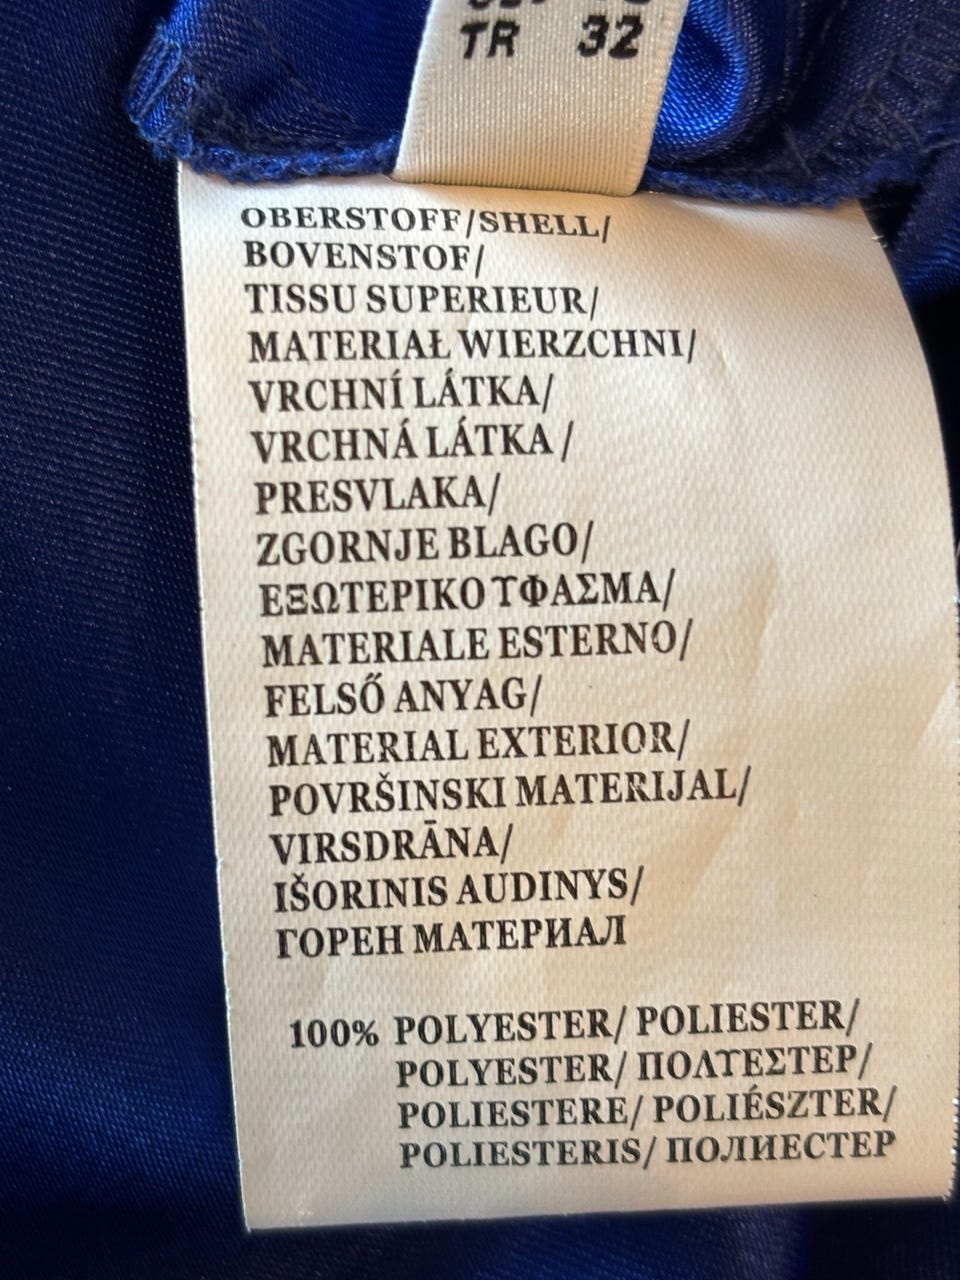 TR 32
OBERSTOFF/SHELL/
BOVENSTOF/
TISSU SUPERIEUR/
MATERIAŁ WIERZCHNI/
VRCHNÍ LÁTKA/
VRCHNÁ LÁTKA /
PRESVLAKA/
ZGORNJE BLAGO/
ΕΞΩΤΕΡΙΚΟ ΥΦΑΣΜΑ/
MATERIALE ESTERNO/
FELSŐ ANYAG/
MATERIAL EXTERIOR/
POVRŠINSKI MATERIJAL/
VIRSDRĀNA/
IŠORINIS AUDINYS/
ГОРЕН МАТЕРИАЛ
100% POLYESTER/ POLIESTER/
POLYESTER/ ΠΟΛΥΕΣΤΕΡ/
POLIESTERE/ POLIÉSZTER/
POLIESTERIS/ ПОЛИЕСТЕР